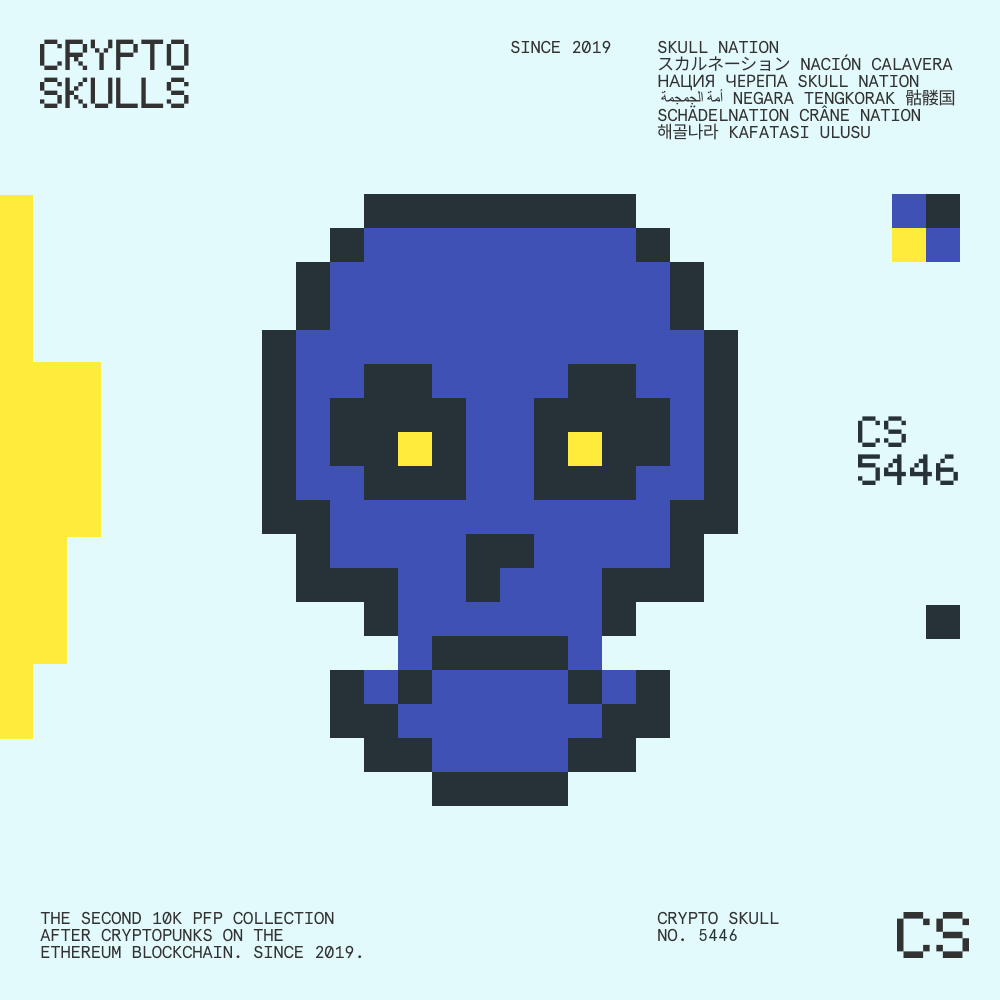 CRYPTO
SKULLS
SINCE 2019
SKULL NATION
スカルネーション NACIÓN CALAVERA
НАЦИЯ ЧЕРЕПА SKULL NATION
أمة الجمجمة NEGARA TENGKORAK 骷髅国
SCHÄDELNATION CRÂNE NATION
해골나라 KAFATASI ULUSU
CS
5446
THE SECOND 10K PFP COLLECTION
AFTER CRYPTOPUNKS ON THE
ETHEREUM BLOCKCHAIN. SINCE 2019.
CRYPTO SKULL
NO. 5446
CS